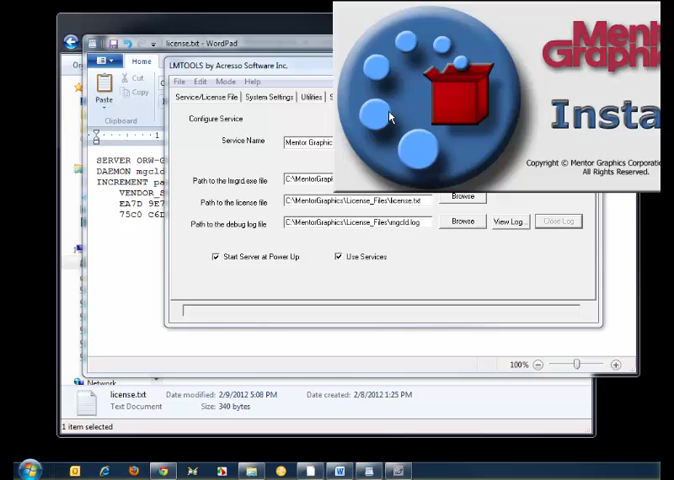 license.txt - WordPad
Home
Cut
Copy
Paste
Clipboard
SERVER ORW-G
DAEMON mgcld
INCREMENT pa
VENDOR_S
EA7D 9E7
75C0 C6D
LMTOOLS by Acresso Software Inc.
File Edit Mode Help
Service/License File System Settings Utilities S
Configure Service
Service Name Mentor Graphic
Path to the lmgrd.exe file C:\MentorGraph
Path to the license file C:\MentorGraphics\License_Files\license.txt Browse
Path to the debug log file C:\MentorGraphics\License_Files\mgcld.log Browse View Log... Close Log
Start Server at Power Up Use Services
Mentor
Graphi
Insta
Copyright © Mentor Graphics Corporatio
All Rights Reserved.
100%
Network
license.txt Date modified: 2/9/2012 5:08 PM Date created: 2/8/2012 1:25 PM
Text Document Size: 340 bytes
1 item selected